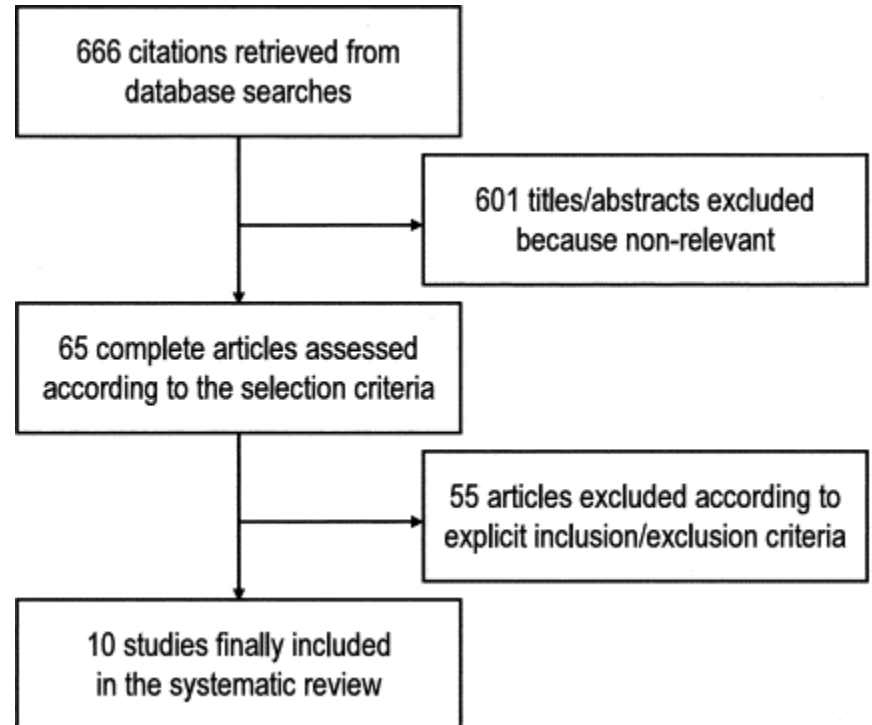 666 citations retrieved from
database searches
601 titles/abstracts excluded
because non-relevant
65 complete articles assessed
according to the selection criteria
55 articles excluded according to
explicit inclusion/exclusion criteria
10 studies finally included
in the systematic review